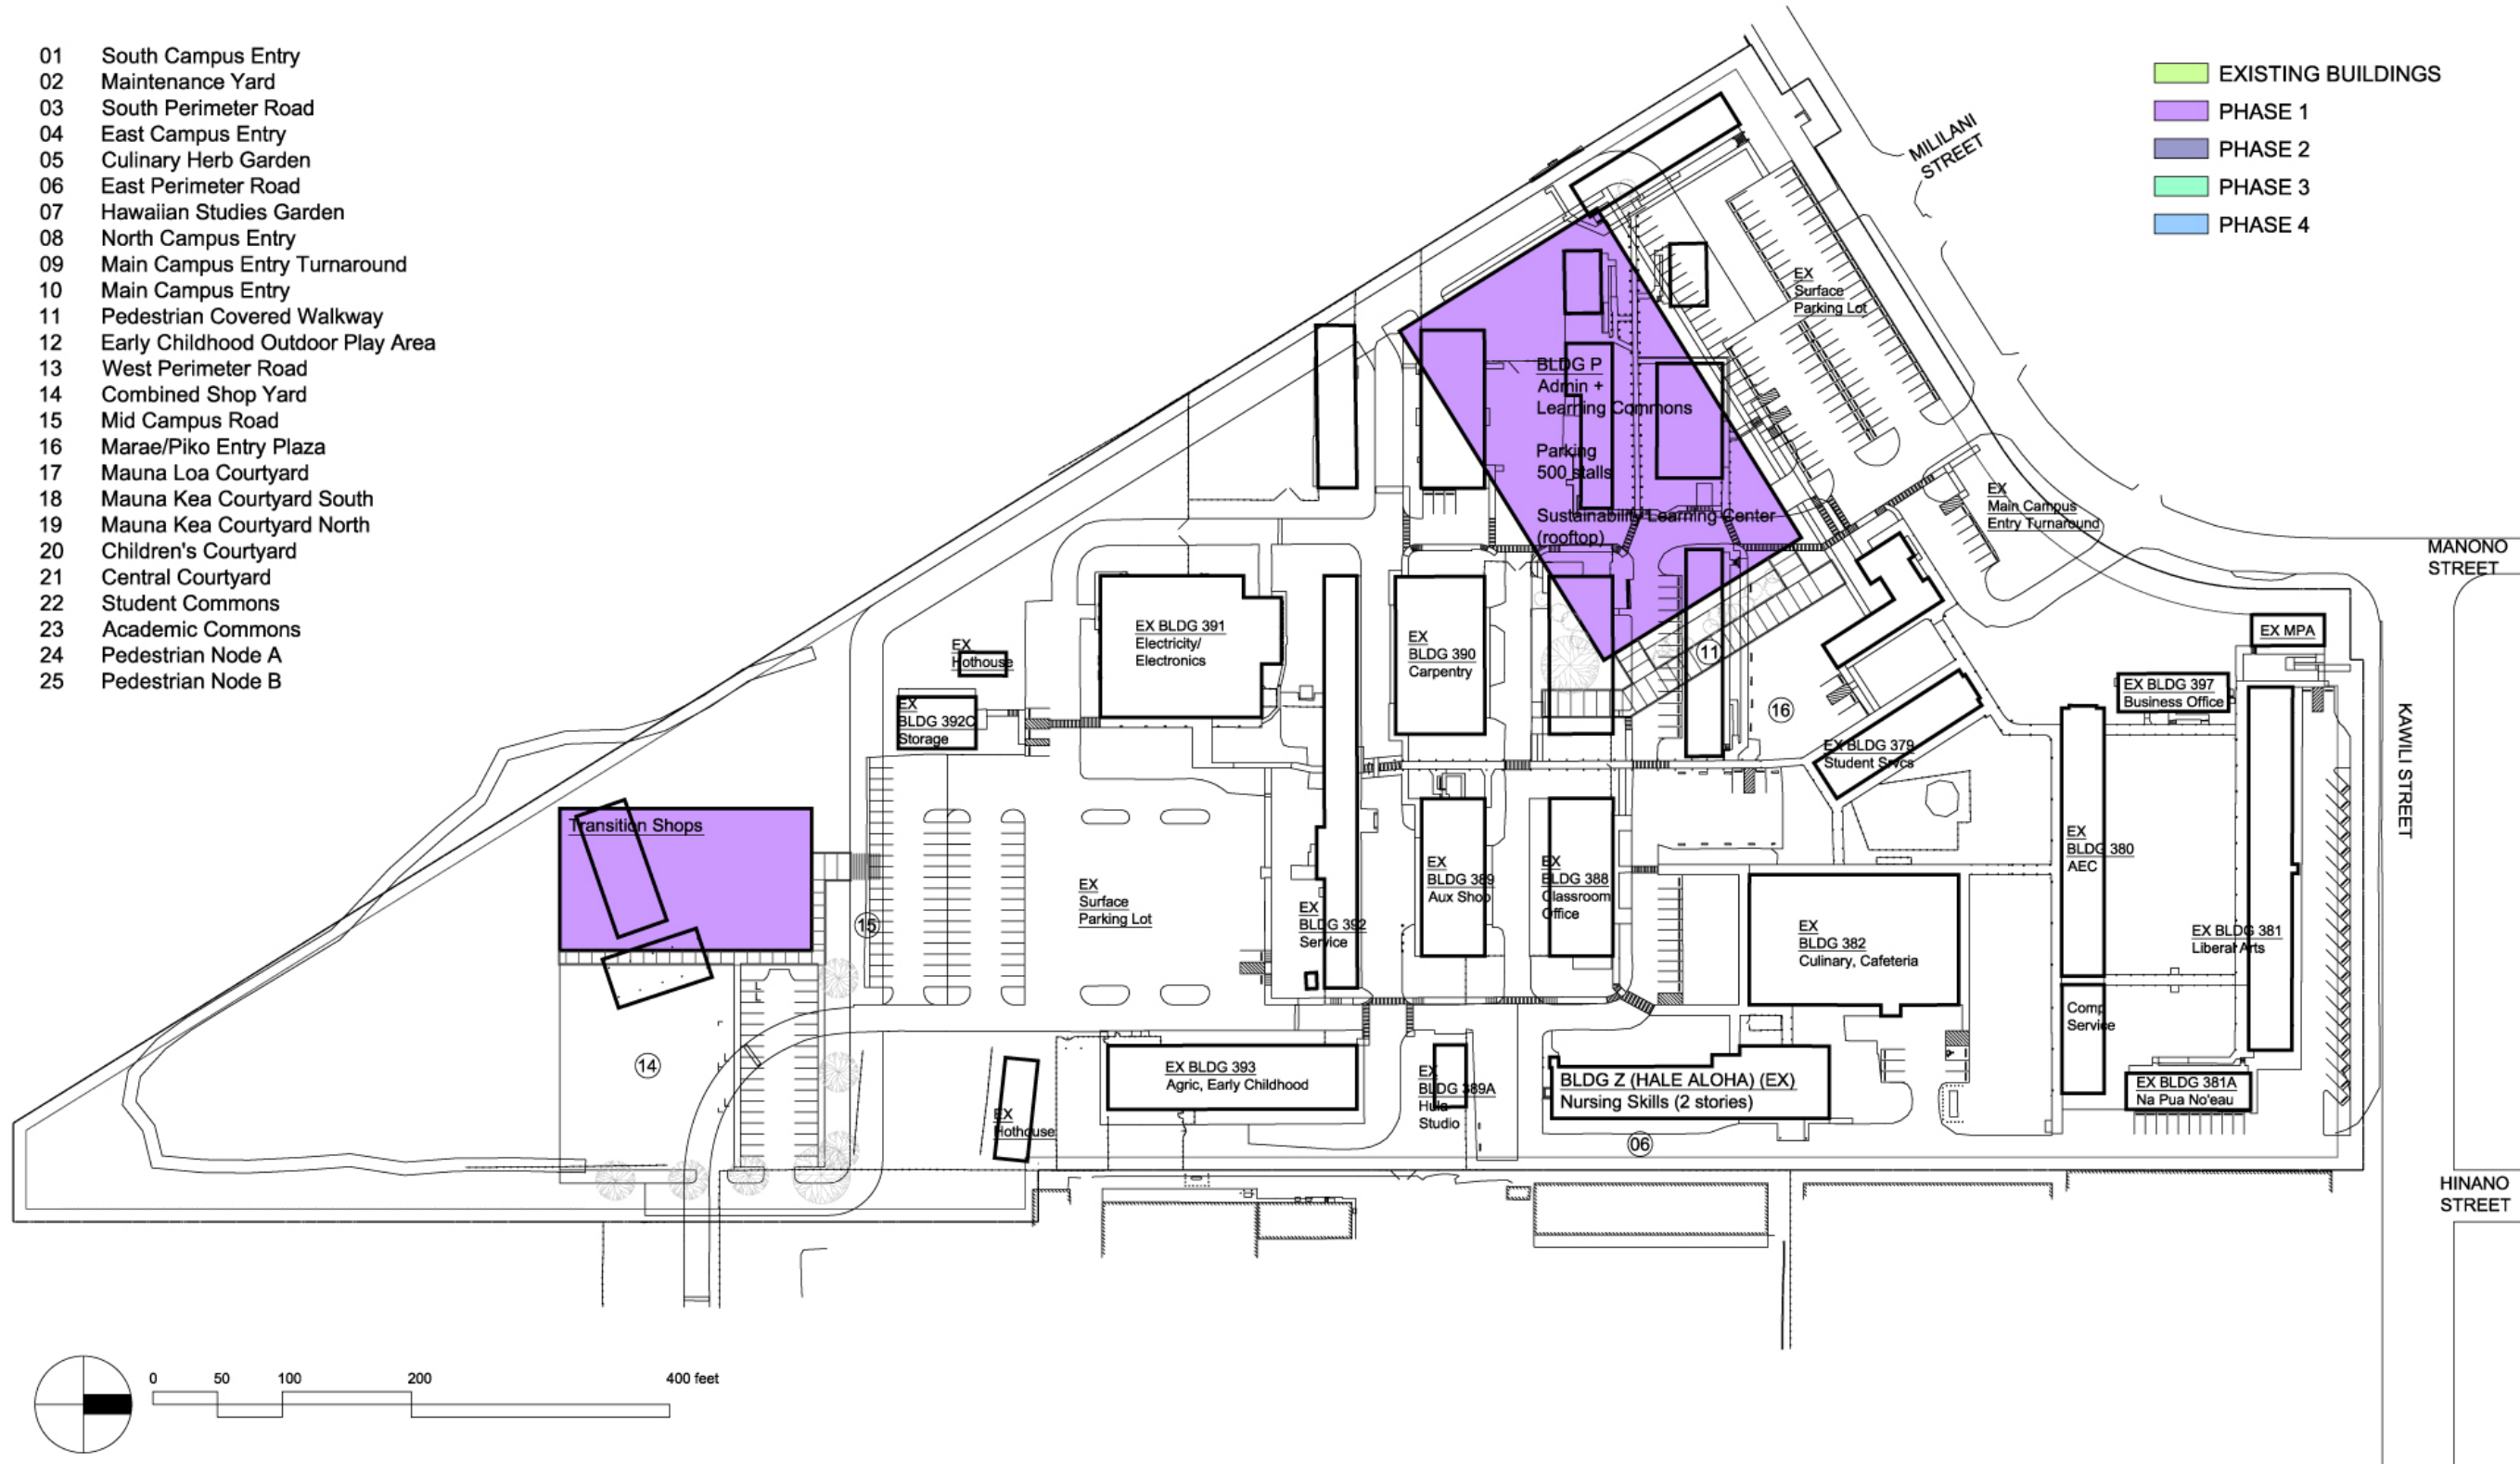 01 South Campus Entry
02 Maintenance Yard
03 South Perimeter Road
04 East Campus Entry
05 Culinary Herb Garden
06 East Perimeter Road
07 Hawaiian Studies Garden
08 North Campus Entry
09 Main Campus Entry Turnaround
10 Main Campus Entry
11 Pedestrian Covered Walkway
12 Early Childhood Outdoor Play Area
13 West Perimeter Road
14 Combined Shop Yard
15 Mid Campus Road
16 Marae/Piko Entry Plaza
17 Mauna Loa Courtyard
18 Mauna Kea Courtyard South
19 Mauna Kea Courtyard North
20 Children's Courtyard
21 Central Courtyard
22 Student Commons
23 Academic Commons
24 Pedestrian Node A
25 Pedestrian Node B
EXISTING BUILDINGS
PHASE 1
PHASE 2
PHASE 3
PHASE 4
MILILANI
STREET
EX
Surface
Parking Lot
BLDG P
Admin +
Learning Commons
Parking
500 stalls
Sustainability Learning Center
(rooftop)
EX
Main Campus
Entry Turnaround
MANONO
STREET
EX BLDG 391
Electricity/
Electronics
EX
BLDG 390
Carpentry
11
EX MPA
EX
Hothouse
EX BLDG 397
Business Office
EX
BLDG 392C
Storage
16
EX BLDG 379
Student Srvcs
KAWILI STREET
Transition Shops
EX
BLDG 380
AEC
EX
Surface
Parking Lot
EX
BLDG 389
Aux Shop
EX
BLDG 388
Classroom
Office
15
EX
BLDG 392
Service
EX
BLDG 382
Culinary, Cafeteria
EX BLDG 381
Liberal Arts
Comp
Service
14
EX BLDG 393
Agric, Early Childhood
EX
BLDG 389A
Hula
Studio
BLDG Z (HALE ALOHA) (EX)
Nursing Skills (2 stories)
EX BLDG 381A
Na Pua No'eau
EX
Hothouse
06
HINANO
STREET
0 50 100 200 400 feet